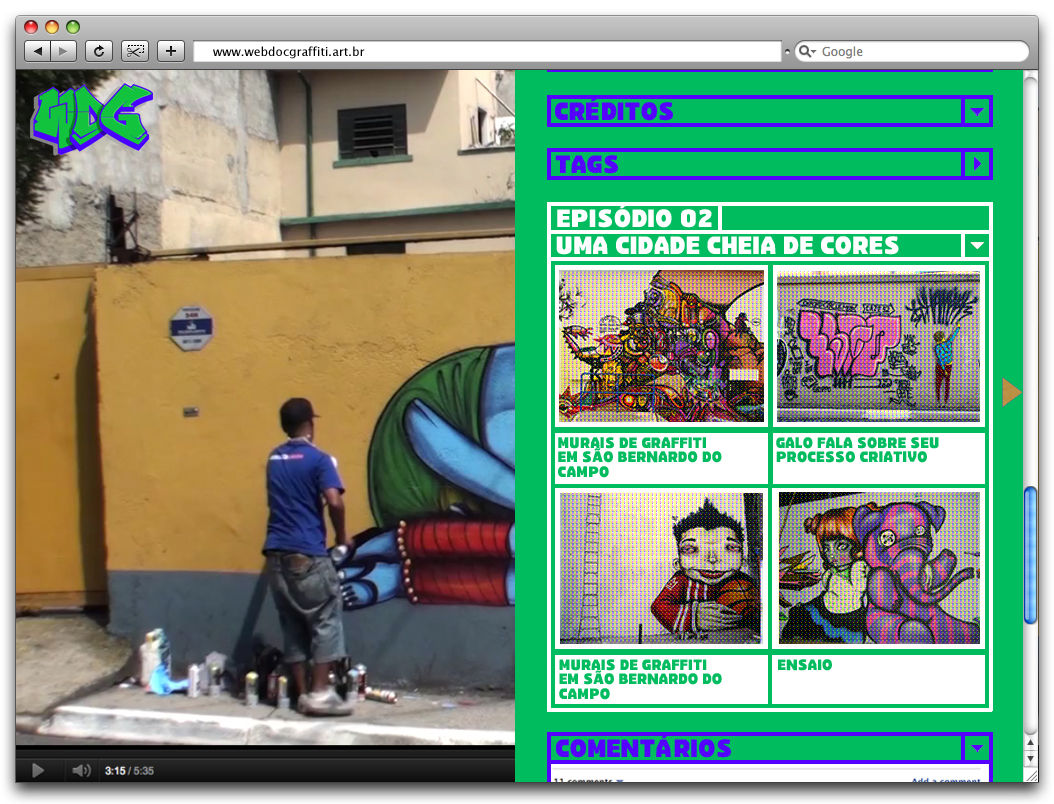 www.webdocgraffiti.art.br
Google
WDG
CRÉDITOS
TAGS
EPISÓDIO 02
UMA CIDADE CHEIA DE CORES
MURAIS DE GRAFFITI
EM SÃO BERNARDO DO
CAMPO
GALO FALA SOBRE SEU
PROCESSO CRIATIVO
MURAIS DE GRAFFITI
EM SÃO BERNARDO DO
CAMPO
ENSAIO
COMENTÁRIOS
11 comments
Add a comment
3:15 / 5:35